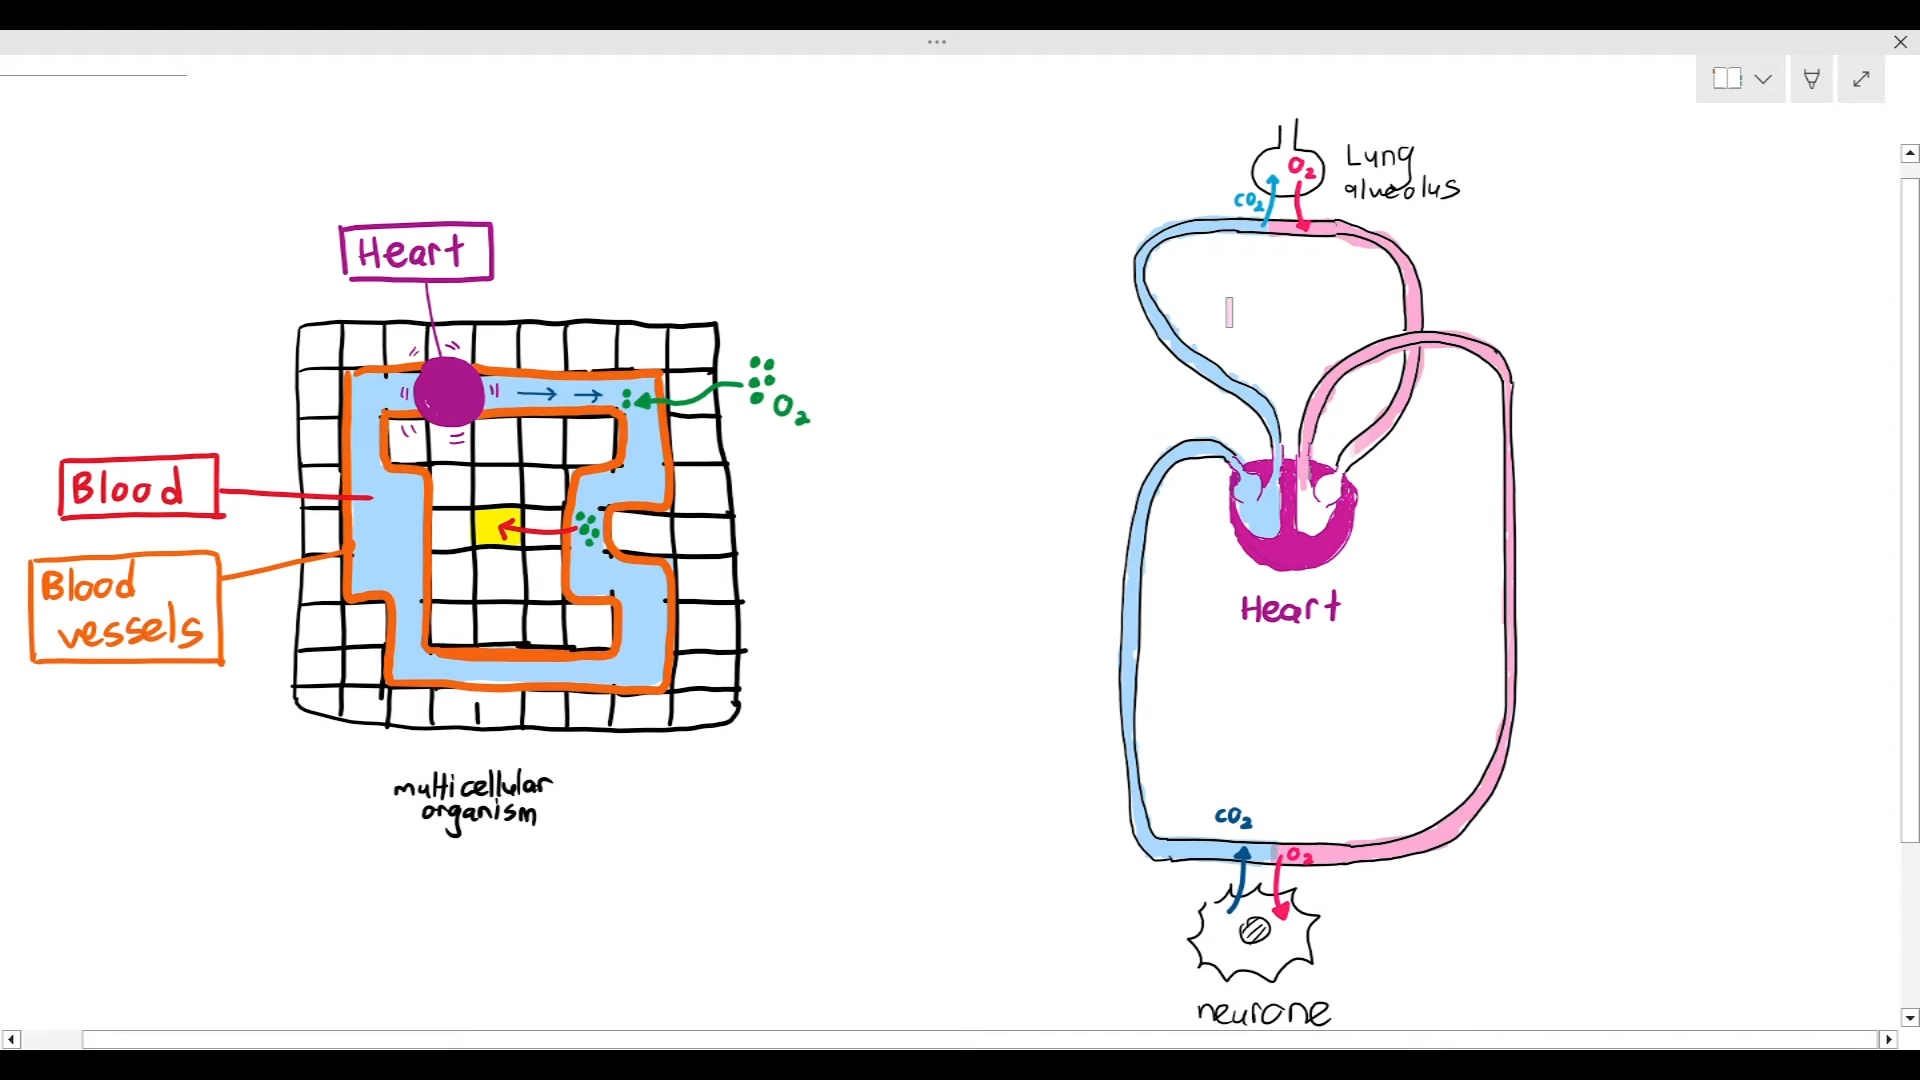 Heart
Blood
Blood
vessels
O₂
multicellular
organism
Lung
alveolus
O₂
CO₂
Heart
CO₂
O₂
neurone